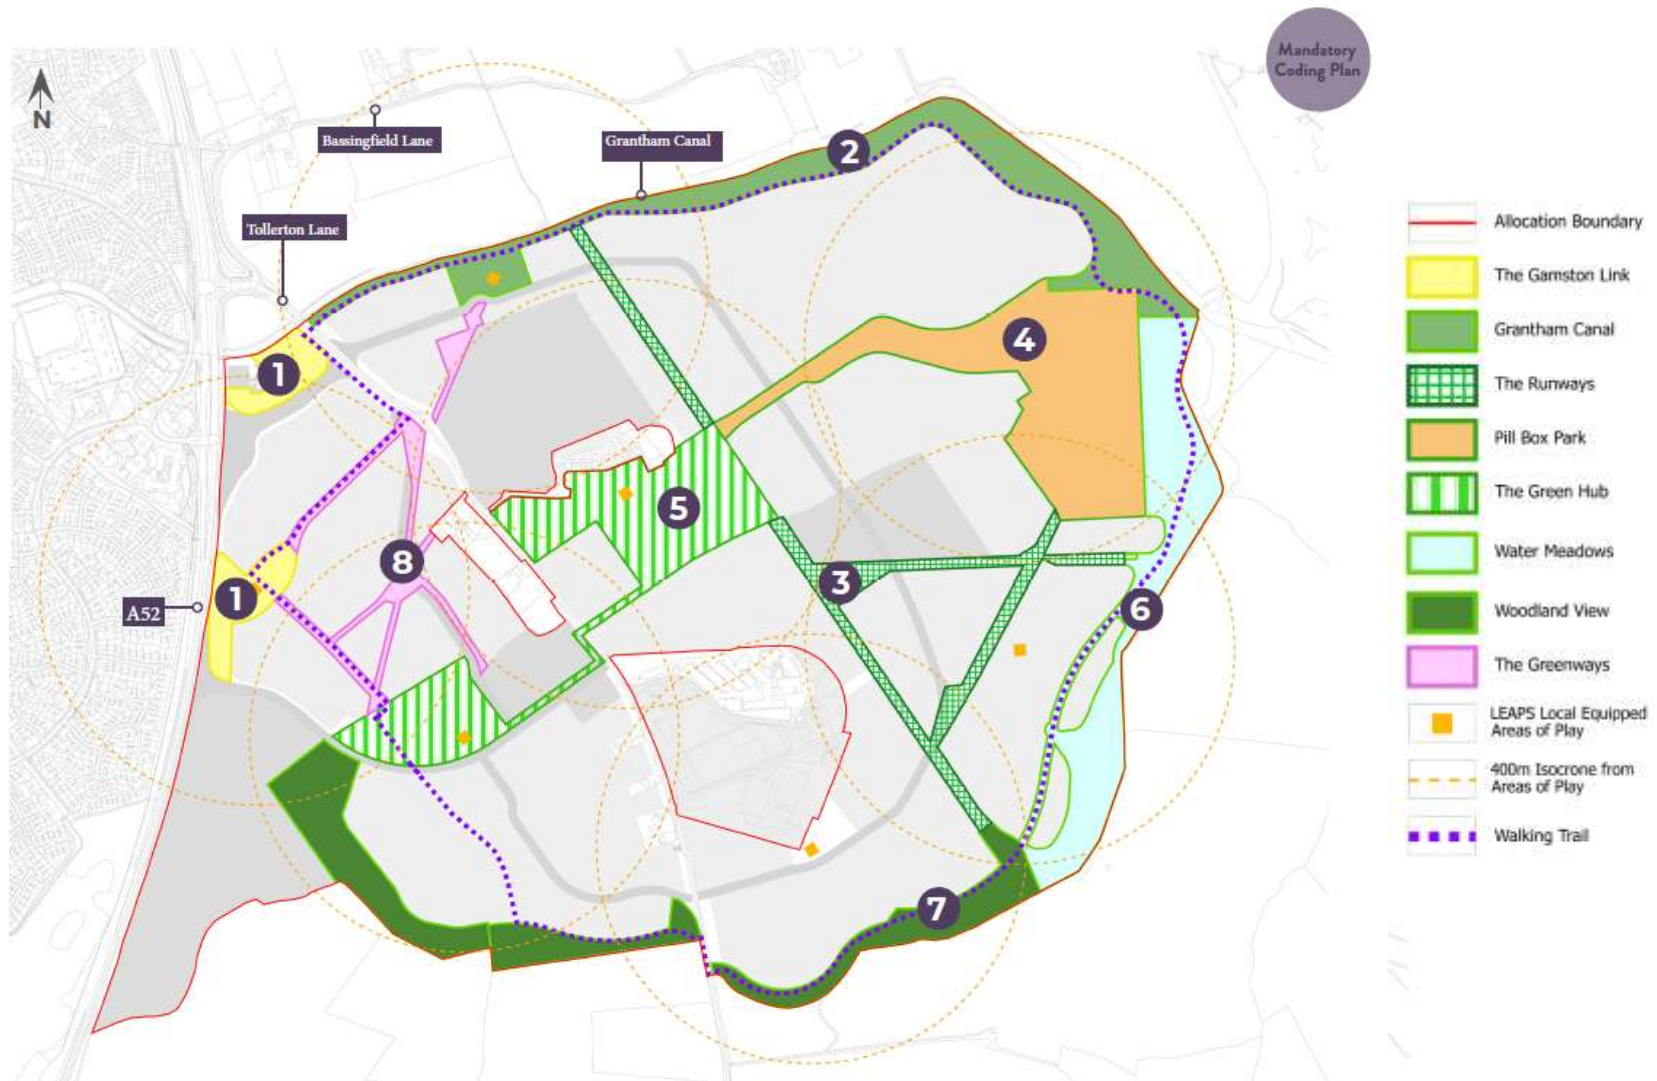 Mandatory
Coding Plan
N
Bassingfield Lane
Grantham Canal
Tollerton Lane
A52
1
2
3
4
5
6
7
8
1
Allocation Boundary
The Gamston Link
Grantham Canal
The Runways
Pill Box Park
The Green Hub
Water Meadows
Woodland View
The Greenways
LEAPS Local Equipped
Areas of Play
400m Isocrone from
Areas of Play
Walking Trail